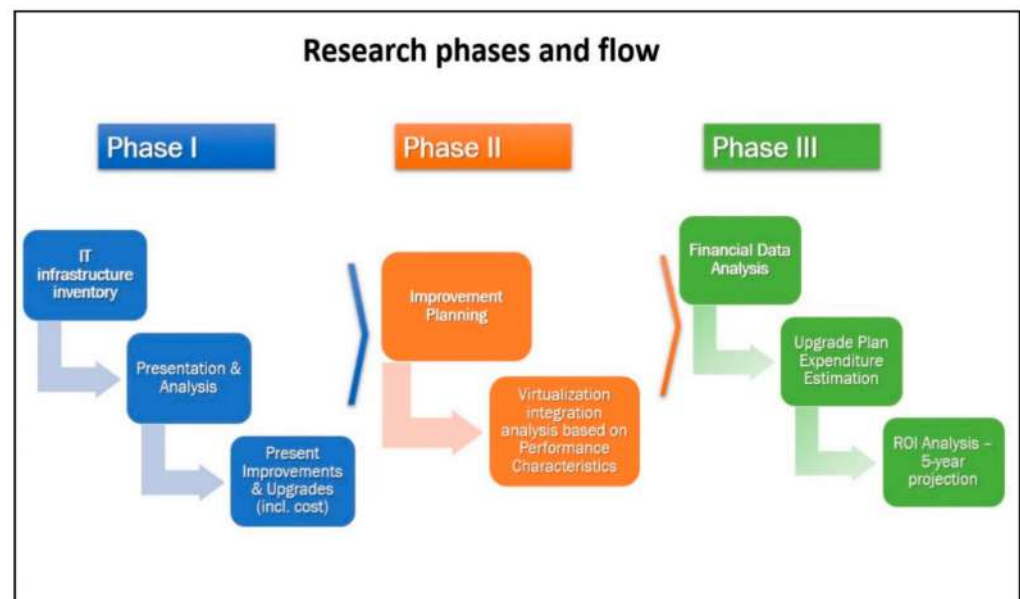 Research phases and flow
Phase I
IT
infrastructure
inventory
Presentation &
Analysis
Present
Improvements
& Upgrades
(incl. cost)
Phase II
Improvement
Planning
Virtualization
integration
analysis based on
Performance
Characteristics
Phase III
Financial Data
Analysis
Upgrade Plan
Expenditure
Estimation
ROI Analysis –
5-year
projection